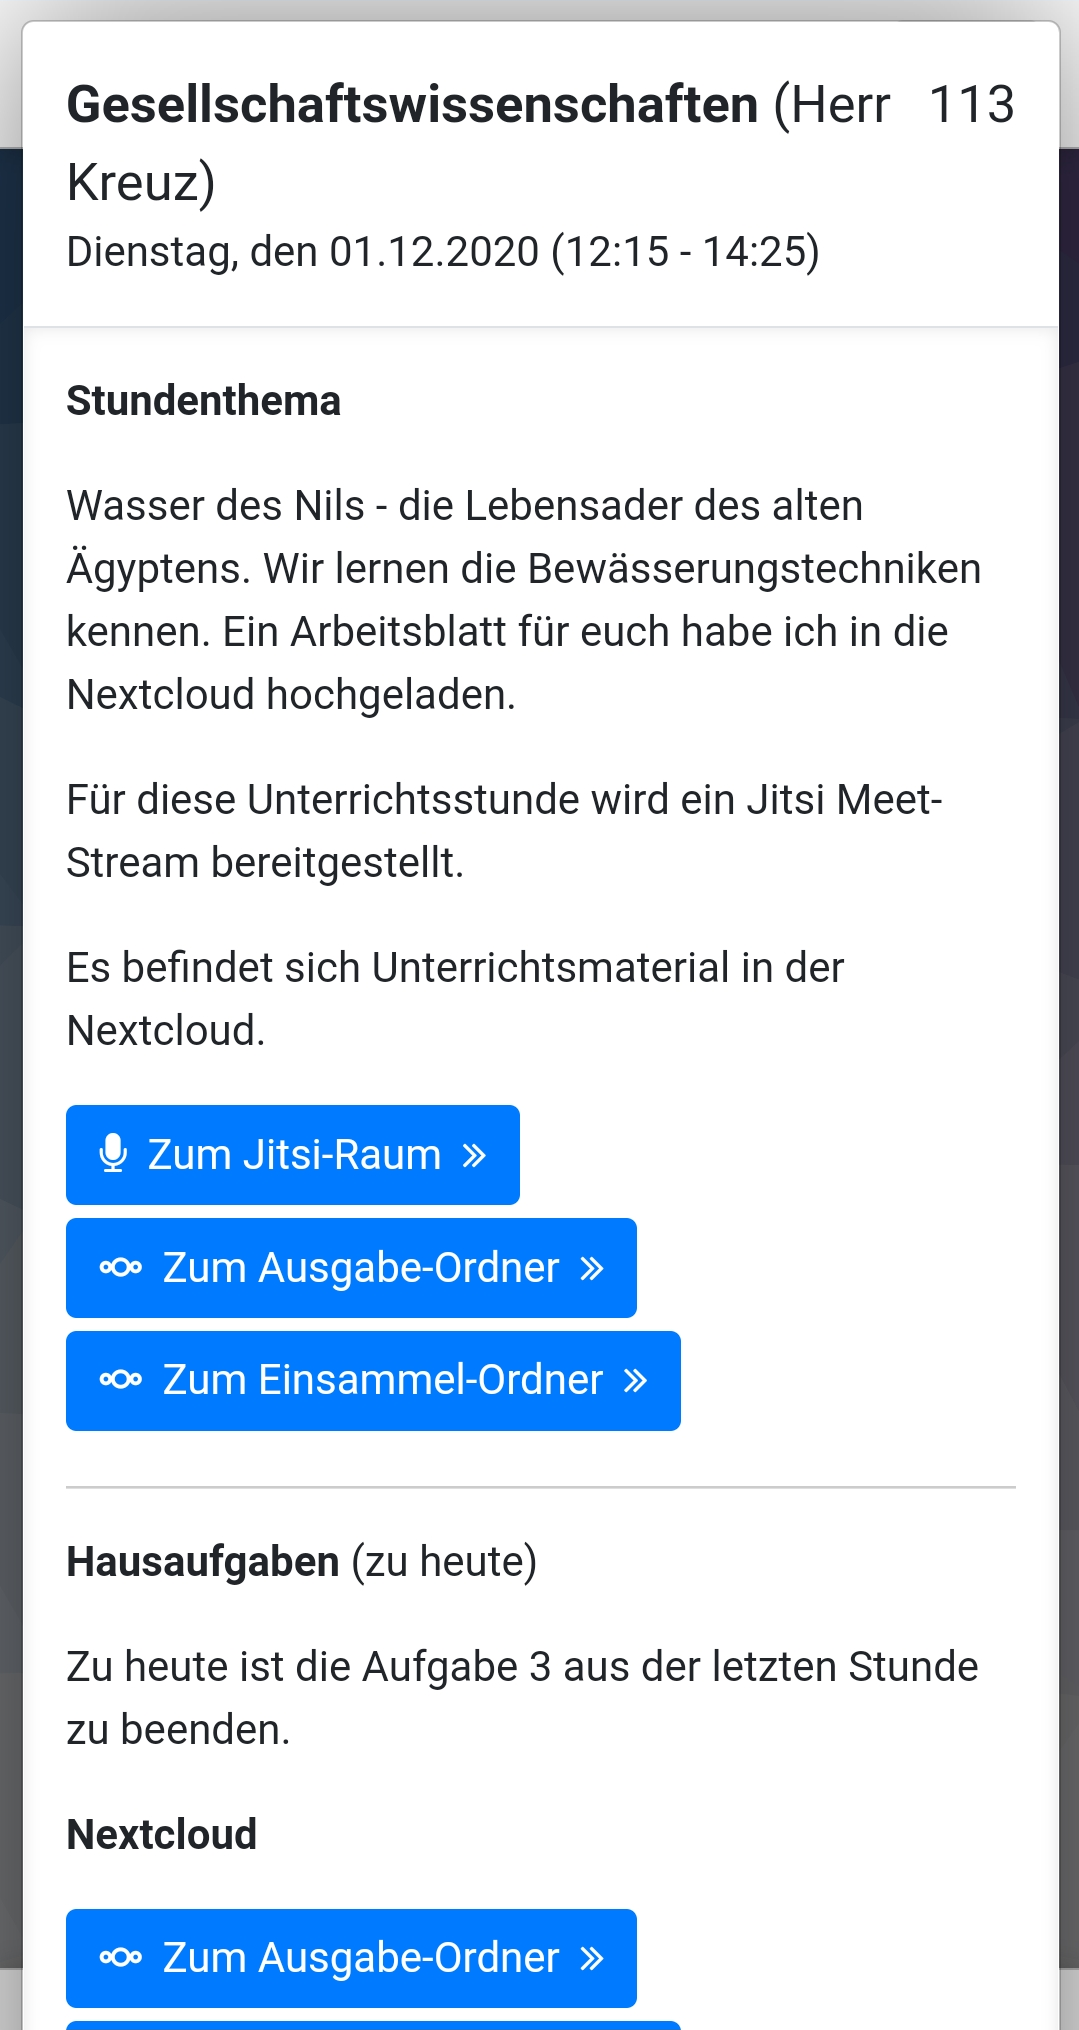 Gesellschaftswissenschaften (Herr 113
Kreuz)
Dienstag, den 01.12.2020 (12:15 - 14:25)
Stundenthema
Wasser des Nils - die Lebensader des alten
Ägyptens. Wir lernen die Bewässerungstechniken
kennen. Ein Arbeitsblatt für euch habe ich in die
Nextcloud hochgeladen.
Für diese Unterrichtsstunde wird ein Jitsi Meet-
Stream bereitgestellt.
Es befindet sich Unterrichtsmaterial in der
Nextcloud.
Zum Jitsi-Raum »
Zum Ausgabe-Ordner »
Zum Einsammel-Ordner »
Hausaufgaben (zu heute)
Zu heute ist die Aufgabe 3 aus der letzten Stunde
zu beenden.
Nextcloud
Zum Ausgabe-Ordner »